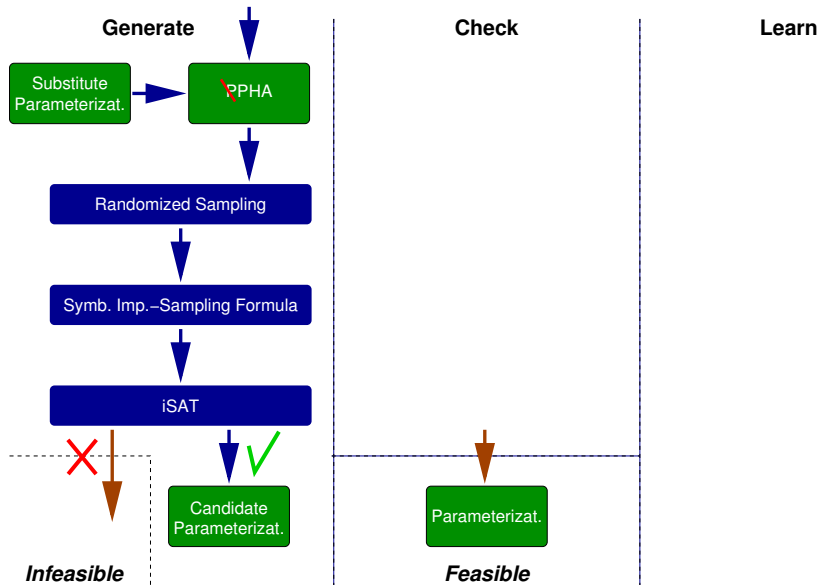 Generate
Check
Learn
Substitute
Parameterizat.
PPHA
Randomized Sampling
Symb. Imp.−Sampling Formula
iSAT
Candidate
Parameterizat.
Parameterizat.
Infeasible
Feasible